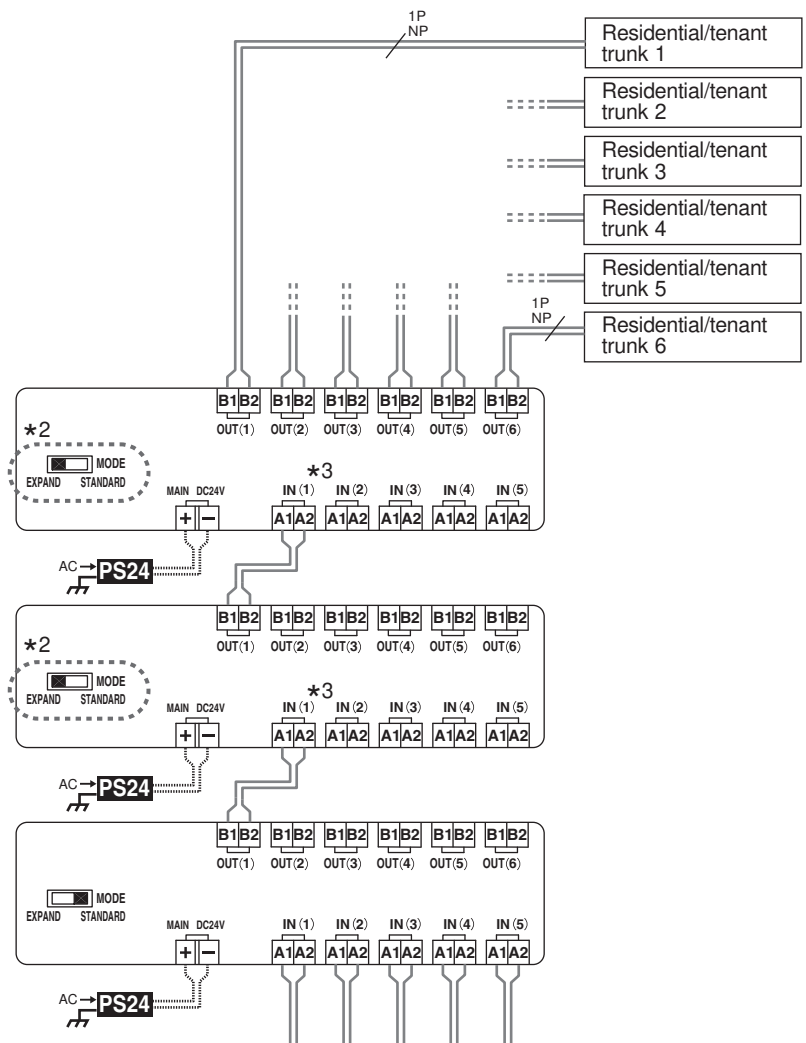 1P
NP
Residential/tenant
trunk 1
Residential/tenant
trunk 2
Residential/tenant
trunk 3
Residential/tenant
trunk 4
Residential/tenant
trunk 5
1P
NP
Residential/tenant
trunk 6
B1 B2 B1 B2 B1 B2 B1 B2 B1 B2 B1 B2
OUT(1) OUT(2) OUT(3) OUT(4) OUT(5) OUT(6)
*2
MODE
EXPAND STANDARD
*3
MAIN DC24V IN (1) IN (2) IN (3) IN (4) IN (5)
+ − A1 A2 A1 A2 A1 A2 A1 A2 A1 A2
AC → PS24
B1 B2 B1 B2 B1 B2 B1 B2 B1 B2 B1 B2
OUT(1) OUT(2) OUT(3) OUT(4) OUT(5) OUT(6)
*2
MODE
EXPAND STANDARD
*3
MAIN DC24V IN (1) IN (2) IN (3) IN (4) IN (5)
+ − A1 A2 A1 A2 A1 A2 A1 A2 A1 A2
AC → PS24
B1 B2 B1 B2 B1 B2 B1 B2 B1 B2 B1 B2
OUT(1) OUT(2) OUT(3) OUT(4) OUT(5) OUT(6)
MODE
EXPAND STANDARD
MAIN DC24V IN (1) IN (2) IN (3) IN (4) IN (5)
+ − A1 A2 A1 A2 A1 A2 A1 A2 A1 A2
AC → PS24